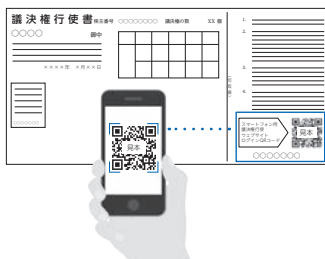 議決権行使書 株主番号 ○○○○○○○○ 議決権の数 XX 個
○○○○ 御中
××××年 ×月××日
○○○○○○○
1.
2.
3.
4.
見本
スマートフォン用
議決権行使
ウェブサイト
ログインQRコード
見本
○○○○○○○